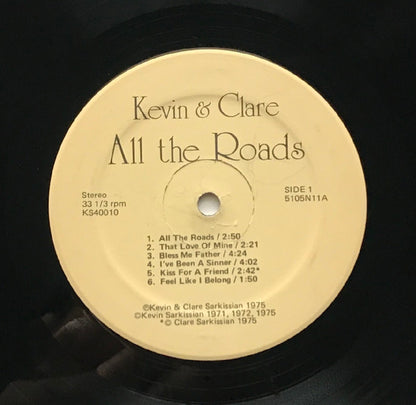 Kevin & Clare
All the Roads
Stereo
33 1/3 rpm
KS40010
SIDE 1
5105N11A
1. All The Roads / 2:50
2. That Love Of Mine / 2:21
3. Bless Me Father / 4:24
4. I've Been A Sinner / 4:02
5. Kiss For A Friend / 2:42*
6. Feel Like I Belong / 1:50
℗Kevin & Clare Sarkissian 1975
©Kevin Sarkissian 1971, 1972, 1975
*© Clare Sarkissian 1975